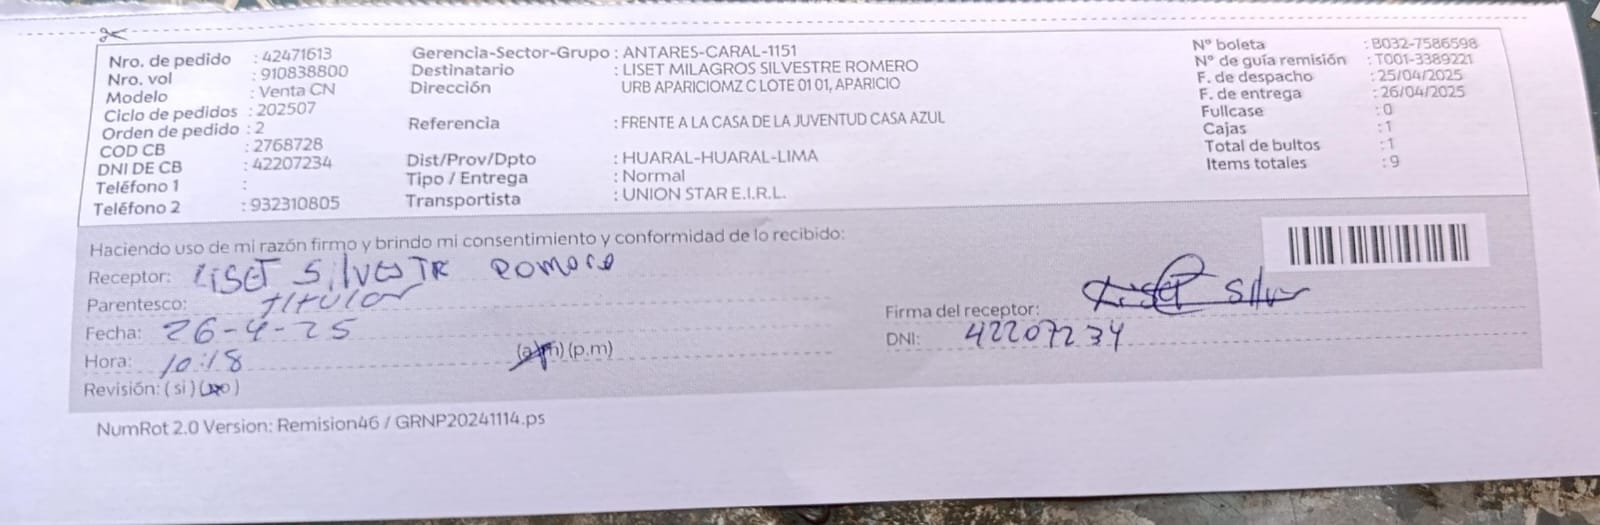 Nro. de pedido : 42471613
Nro. vol : 910838800
Modelo : Venta CN
Ciclo de pedidos : 202507
Orden de pedido : 2
COD CB : 2768728
DNI DE CB : 42207234
Teléfono 1 :
Teléfono 2 : 932310805
Gerencia-Sector-Grupo : ANTARES-CARAL-1151
Destinatario : LISET MILAGROS SILVESTRE ROMERO
Dirección URB APARICIOMZ C LOTE 01 01, APARICIO
Referencia : FRENTE A LA CASA DE LA JUVENTUD CASA AZUL
Dist/Prov/Dpto : HUARAL-HUARAL-LIMA
Tipo / Entrega : Normal
Transportista : UNION STAR E.I.R.L.
N° boleta : B032-7586598
N° de guía remisión : T001-3389221
F. de despacho : 25/04/2025
F. de entrega : 26/04/2025
Fullcase : 0
Cajas : 1
Total de bultos : 1
Items totales : 9
Haciendo uso de mi razón firmo y brindo mi consentimiento y conformidad de lo recibido:
Receptor: LISET SILVESTR Romero
Parentesco: titular
Fecha: 26-4-25
Hora: 10:18 (a.m) (p.m)
Revisión: ( si ) (no)
Firma del receptor: Liset Silver
DNI: 42207234
NumRot 2.0 Version: Remision46 / GRNP20241114.ps